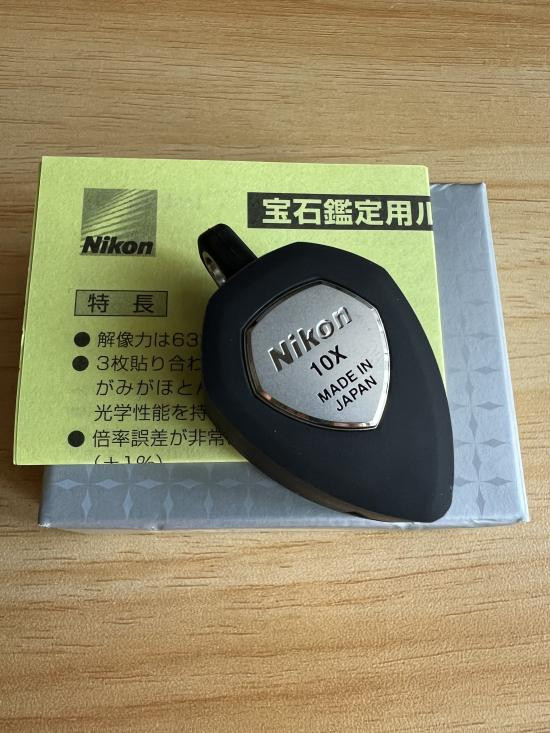 Nikon
宝石鑑定用ル
特 長
● 解像力は63
● 3枚貼り合わ
がみがほとん
光学性能を持
● 倍率誤差が非常
(±1%)
Nikon
10X
MADE IN
JAPAN